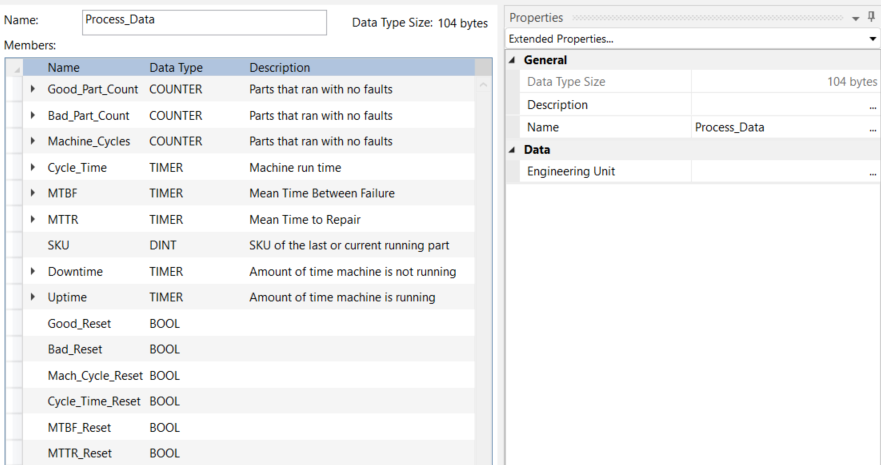 Name: Process_Data Data Type Size: 104 bytes
Members:
Name Data Type Description
Good_Part_Count COUNTER Parts that ran with no faults
Bad_Part_Count COUNTER Parts that ran with no faults
Machine_Cycles COUNTER Parts that ran with no faults
Cycle_Time TIMER Machine run time
MTBF TIMER Mean Time Between Failure
MTTR TIMER Mean Time to Repair
SKU DINT SKU of the last or current running part
Downtime TIMER Amount of time machine is not running
Uptime TIMER Amount of time machine is running
Good_Reset BOOL
Bad_Reset BOOL
Mach_Cycle_Reset BOOL
Cycle_Time_Reset BOOL
MTBF_Reset BOOL
MTTR_Reset BOOL
Properties
Extended Properties...
General
Data Type Size 104 bytes
Description ...
Name Process_Data ...
Data
Engineering Unit ...